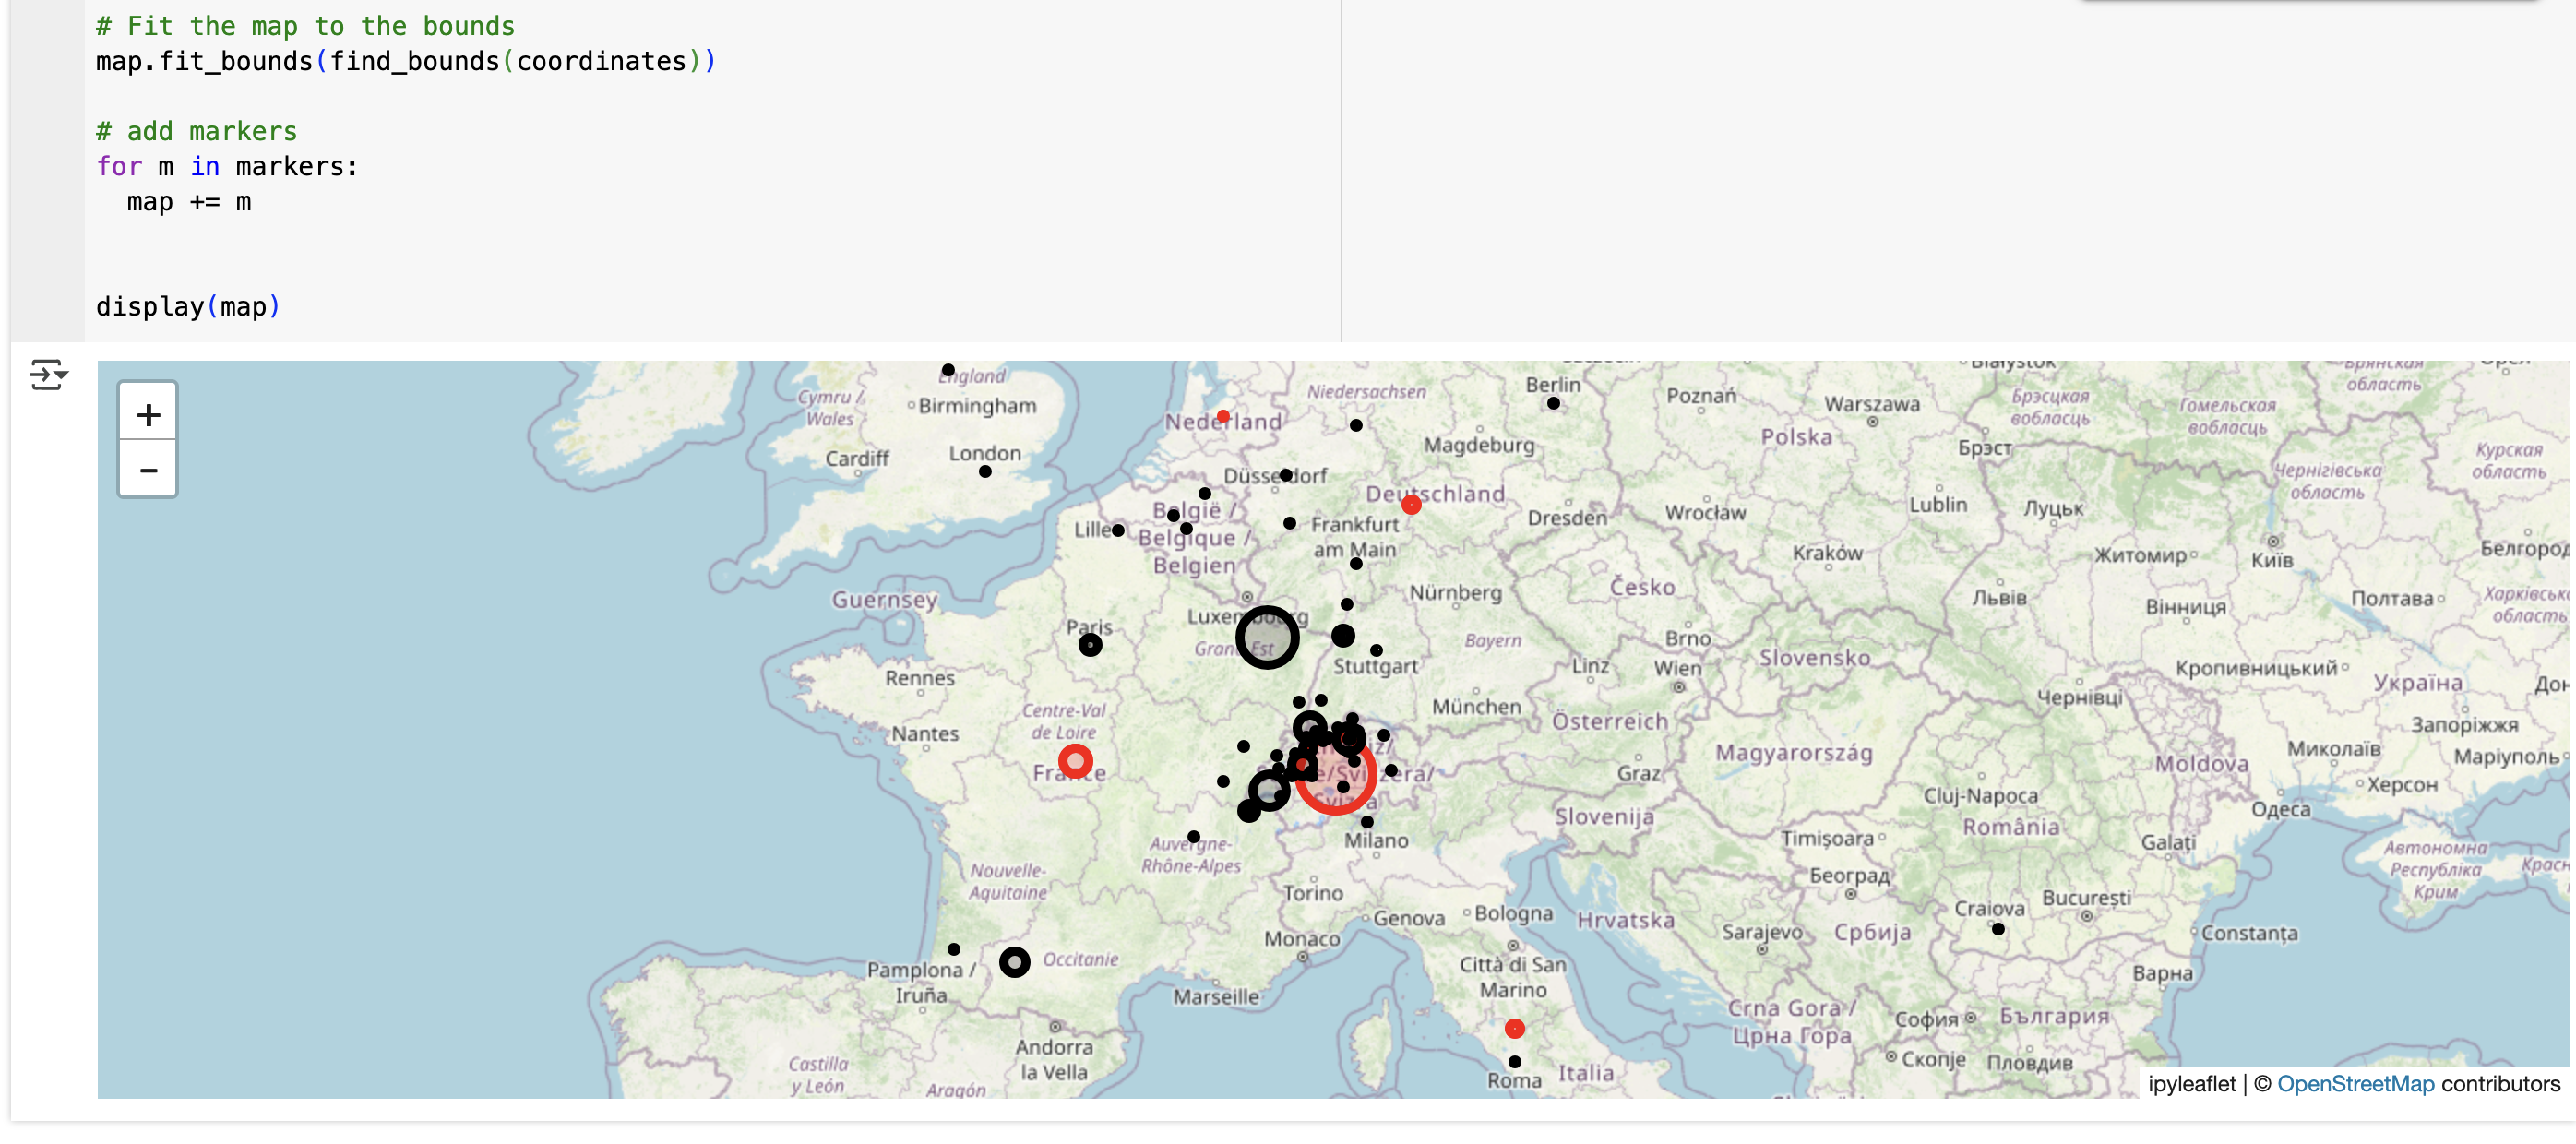 # Fit the map to the bounds
map.fit_bounds(find_bounds(coordinates))
# add markers
for m in markers:
map += m
display(map)
+
−
England
Birmingham
Cymru /
Wales
Cardiff
London
Nederland
Niedersachsen
Berlin
Poznań
Warszawa
Białystok
Брэсцкая
вобласць
Гомельская
вобласць
Брянская
область
Polska
Брэст
Magdeburg
Курская
область
Чернігівська
область
Düsseldorf
Deutschland
België /
Belgique /
Belgien
Lille
Frankfurt
am Main
Dresden
Wrocław
Lublin
Луцьк
Kraków
Житомир
Київ
Белгород
Guernsey
Luxembourg
Nürnberg
Česko
Львів
Вінниця
Полтава
Paris
Grand Est
Bayern
Brno
Stuttgart
Linz
Wien
Slovensko
Кропивницький
Україна
Rennes
München
Österreich
Чернівці
Запоріжжя
Centre-Val
de Loire
Nantes
France
Magyarország
Миколаїв
Маріуполь
Moldova
Graz
Херсон
Cluj-Napoca
Одеса
Slovenija
România
Milano
Timișoara
Galați
Auvergne-
Rhône-Alpes
Автономна
Республіка
Крим
Nouvelle-
Aquitaine
Torino
Београд
București
Genova
Bologna
Hrvatska
Craiova
Monaco
Sarajevo
Србија
Constanța
Occitanie
Pamplona /
Iruña
Marseille
Città di San
Marino
Варна
Crna Gora /
Црна Гора
София
България
Andorra
la Vella
Castilla
y León
Aragón
Roma
Italia
Скопје
Пловдив
ipyleaflet | © OpenStreetMap contributors